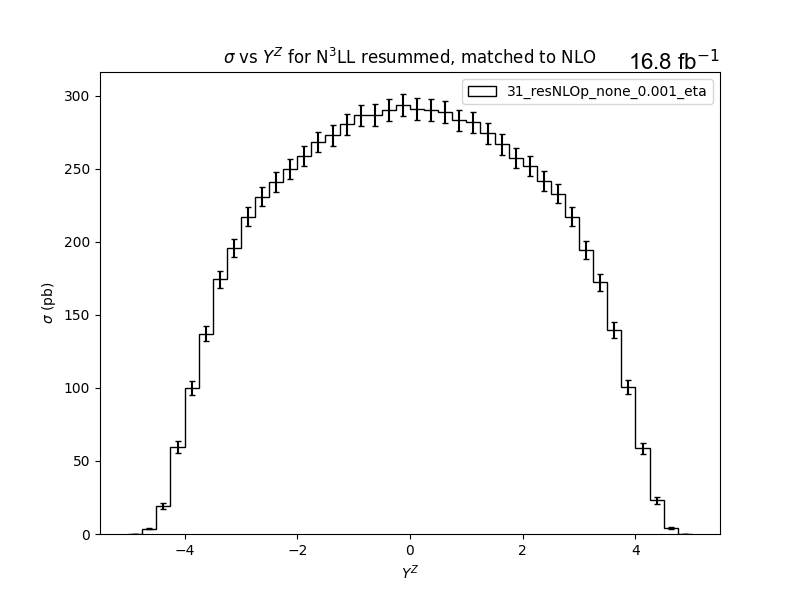 σ vs Y^Z for N³LL resummed, matched to NLO
16.8 fb⁻¹
31_resNLOp_none_0.001_eta
σ (pb)
300
250
200
150
100
50
0
−4 −2 0 2 4
Y^Z